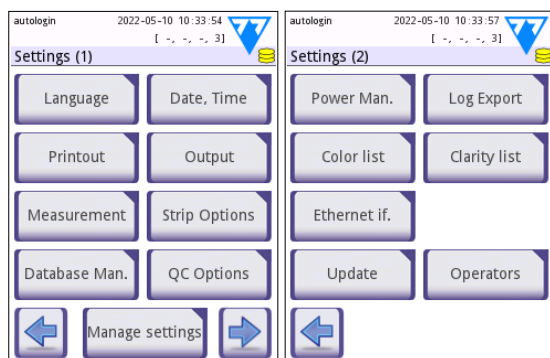 autologin 2022-05-10 10:33:54
[ -, -, -, 3]
Settings (1)
Language Date, Time
Printout Output
Measurement Strip Options
Database Man. QC Options
Manage settings
autologin 2022-05-10 10:33:57
[ -, -, -, 3]
Settings (2)
Power Man. Log Export
Color list Clarity list
Ethernet if.
Update Operators